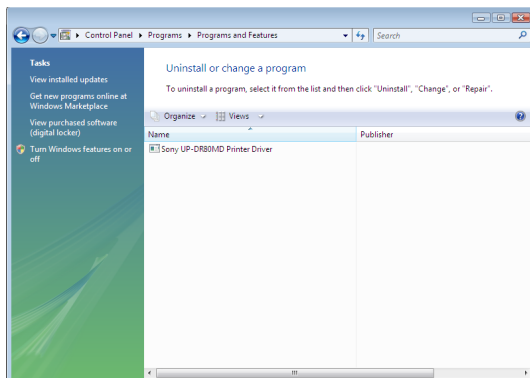 Control Panel ▸ Programs ▸ Programs and Features
Search
Tasks
View installed updates
Get new programs online at
Windows Marketplace
View purchased software
(digital locker)
Turn Windows features on or
off
Uninstall or change a program
To uninstall a program, select it from the list and then click "Uninstall", "Change", or "Repair".
Organize
Views
Name
Publisher
Sony UP-DR80MD Printer Driver